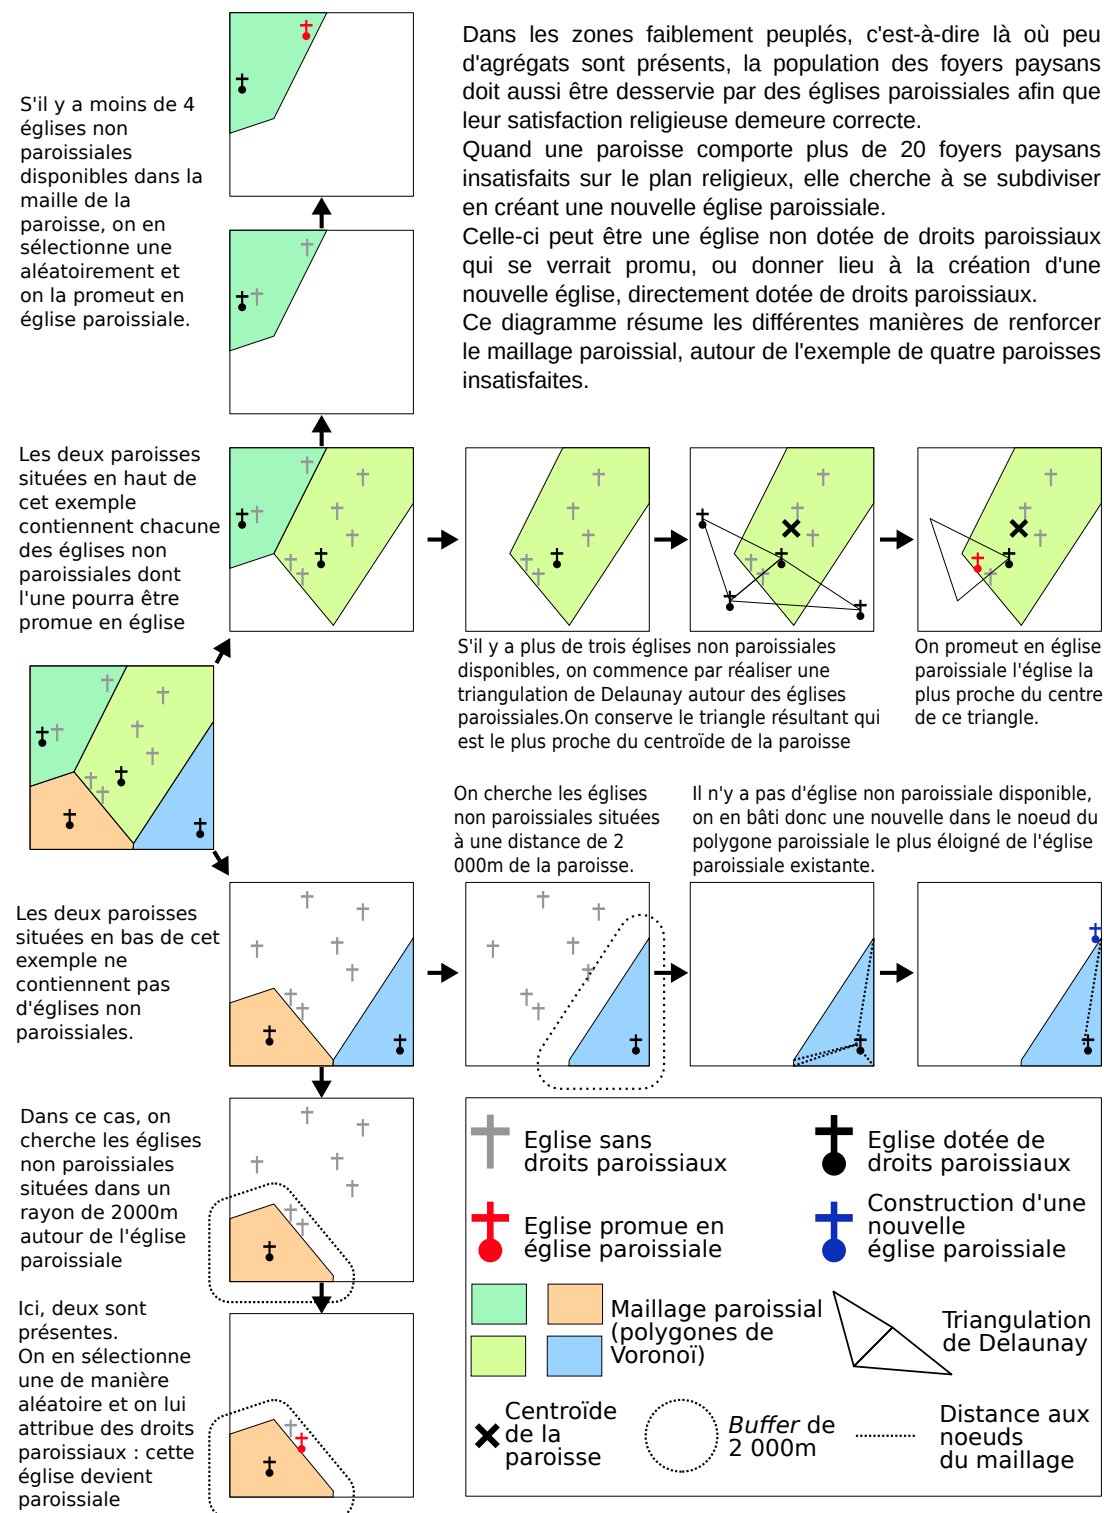 Dans les zones faiblement peuplés, c'est-à-dire là où peu
d'agrégats sont présents, la population des foyers paysans
doit aussi être desservie par des églises paroissiales afin que
leur satisfaction religieuse demeure correcte.
Quand une paroisse comporte plus de 20 foyers paysans
insatisfaits sur le plan religieux, elle cherche à se subdiviser
en créant une nouvelle église paroissiale.
Celle-ci peut être une église non dotée de droits paroissiaux
qui se verrait promu, ou donner lieu à la création d'une
nouvelle église, directement dotée de droits paroissiaux.
Ce diagramme résume les différentes manières de renforcer
le maillage paroissial, autour de l'exemple de quatre paroisses
insatisfaites.
S'il y a moins de 4
églises non
paroissiales
disponibles dans la
maille de la
paroisse, on en
sélectionne une
aléatoirement et
on la promeut en
église paroissiale.
Les deux paroisses
situées en haut de
cet exemple
contiennent chacune
des églises non
paroissiales dont
l'une pourra être
promue en église
S'il y a plus de trois églises non paroissiales
disponibles, on commence par réaliser une
triangulation de Delaunay autour des églises
paroissiales.On conserve le triangle résultant qui
est le plus proche du centroïde de la paroisse
On promeut en église
paroissiale l'église la
plus proche du centre
de ce triangle.
On cherche les églises
non paroissiales situées
à une distance de 2
000m de la paroisse.
Il n'y a pas d'église non paroissiale disponible,
on en bâti donc une nouvelle dans le noeud du
polygone paroissiale le plus éloigné de l'église
paroissiale existante.
Les deux paroisses
situées en bas de cet
exemple ne
contiennent pas
d'églises non
paroissiales.
Dans ce cas, on
cherche les églises
non paroissiales
situées dans un
rayon de 2000m
autour de l'église
paroissiale
Ici, deux sont
présentes.
On en sélectionne
une de manière
aléatoire et on lui
attribue des droits
paroissiaux : cette
église devient
paroissiale
Eglise sans
droits paroissiaux
Eglise dotée de
droits paroissiaux
Eglise promue en
église paroissiale
Construction d'une
nouvelle
église paroissiale
Maillage paroissial
(polygones de
Voronoï)
Triangulation
de Delaunay
Centroïde
de la
paroisse
Buffer de
2 000m
Distance aux
noeuds
du maillage